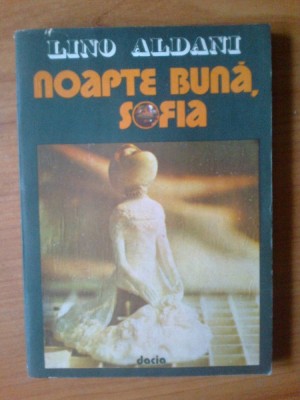 LINO ALDANI
NOAPTE BUNĂ,
SOFIA
dacia